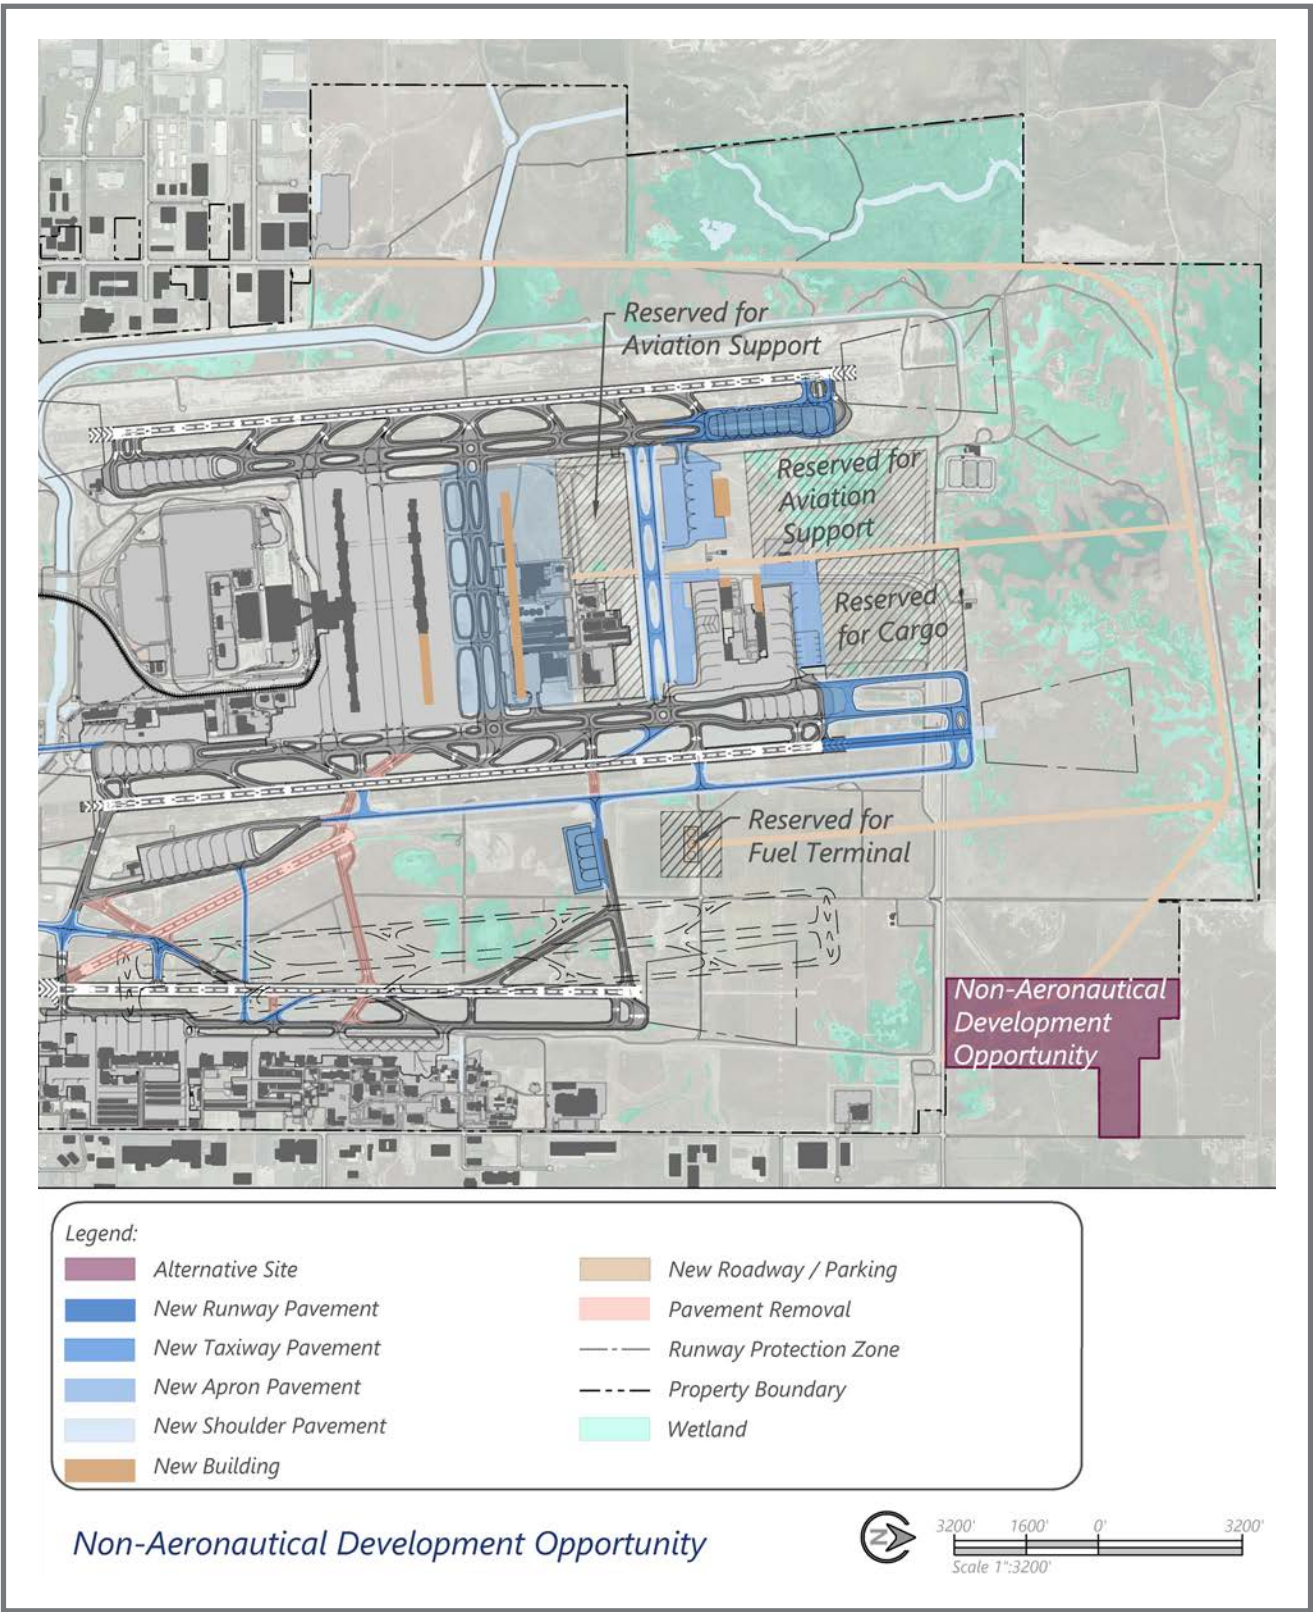 Reserved for
Aviation Support
Reserved for
Aviation
Support
Reserved
for Cargo
Reserved for
Fuel Terminal
Non-Aeronautical
Development
Opportunity
Legend:
Alternative Site
New Runway Pavement
New Taxiway Pavement
New Apron Pavement
New Shoulder Pavement
New Building
New Roadway / Parking
Pavement Removal
Runway Protection Zone
Property Boundary
Wetland
Non-Aeronautical Development Opportunity
N
3200' 1600' 0' 3200'
Scale 1":3200'